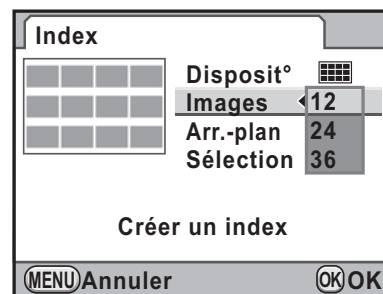 Index
Disposit°
Images 12
Arr.-plan 24
Sélection 36
Créer un index
MENU Annuler OK OK